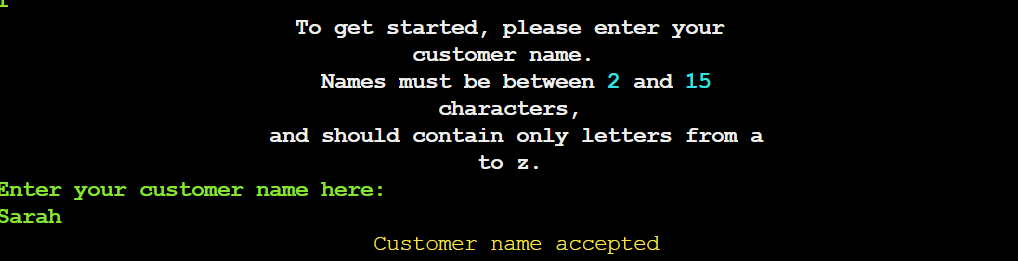 To get started, please enter your
customer name.
Names must be between 2 and 15
characters,
and should contain only letters from a
to z.
Enter your customer name here:
Sarah
Customer name accepted